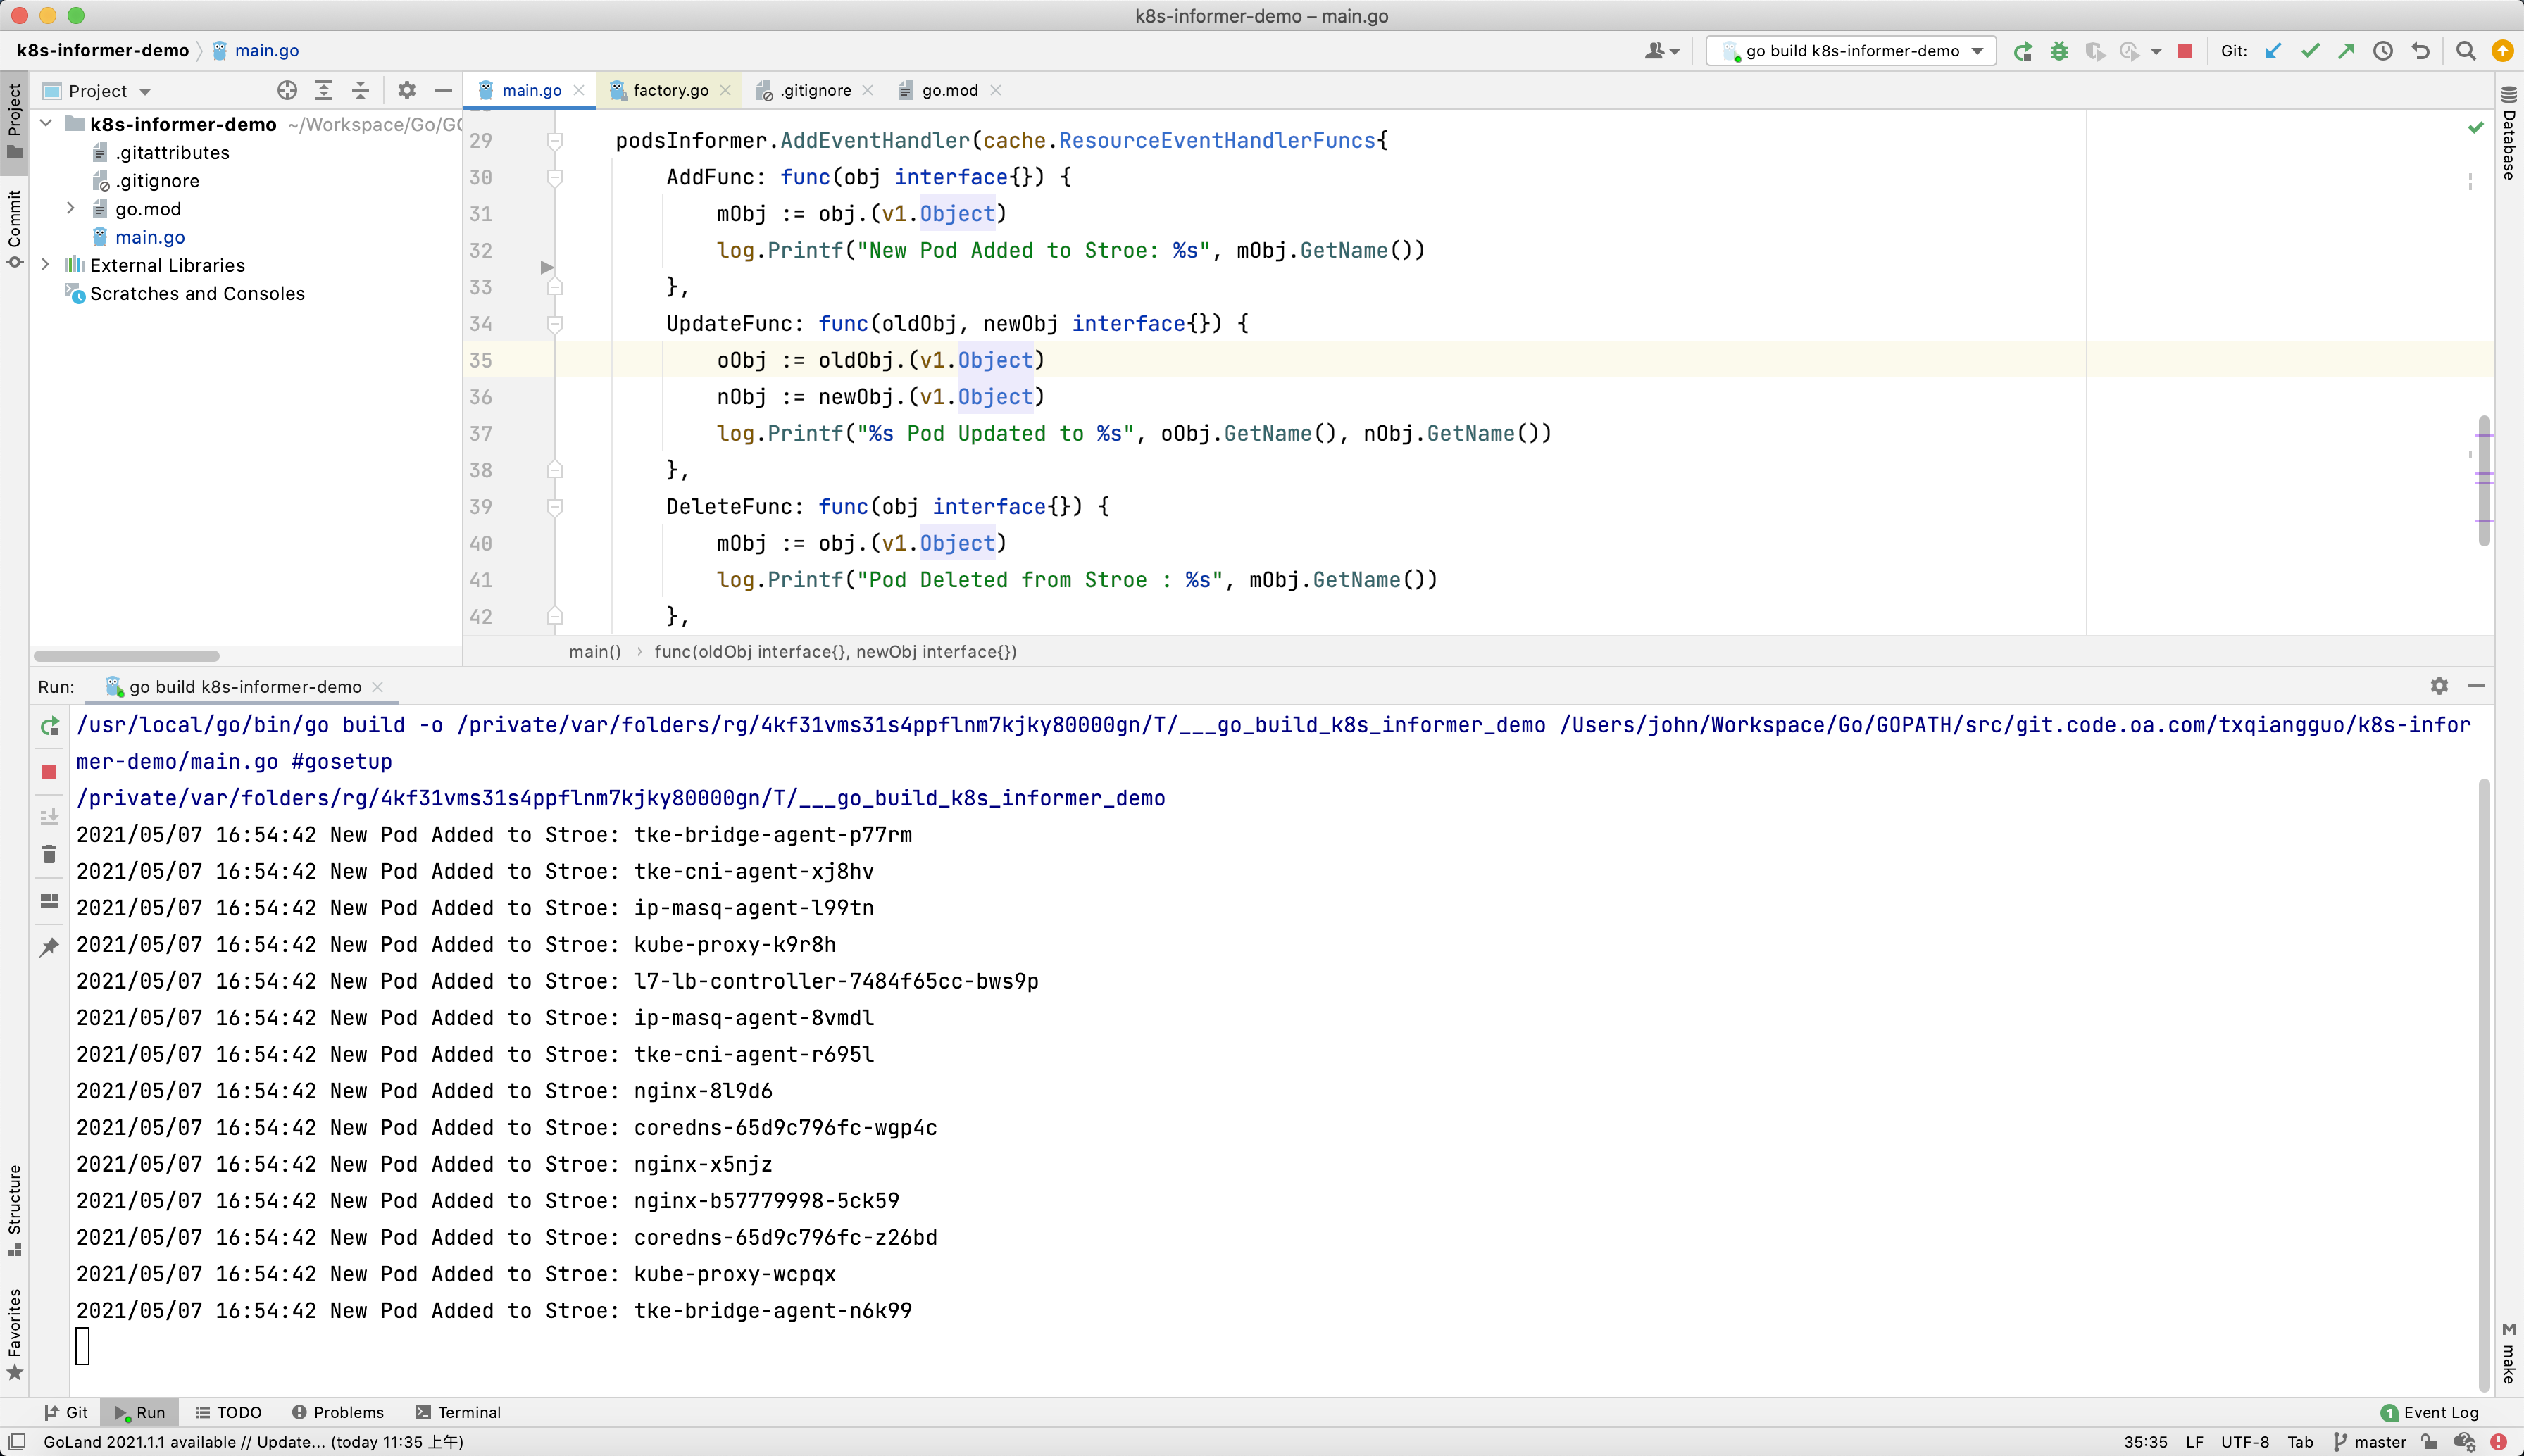 k8s-informer-demo – main.go
k8s-informer-demo main.go
go build k8s-informer-demo
Git:
Project
main.go
factory.go
.gitignore
go.mod
Project
Commit
Structure
Favorites
Database
make
k8s-informer-demo ~/Workspace/Go/GO
.gitattributes
.gitignore
go.mod
main.go
External Libraries
Scratches and Consoles
29 podsInformer.AddEventHandler(cache.ResourceEventHandlerFuncs{
30 AddFunc: func(obj interface{}) {
31 mObj := obj.(v1.Object)
32 log.Printf("New Pod Added to Stroe: %s", mObj.GetName())
33 },
34 UpdateFunc: func(oldObj, newObj interface{}) {
35 oObj := oldObj.(v1.Object)
36 nObj := newObj.(v1.Object)
37 log.Printf("%s Pod Updated to %s", oObj.GetName(), nObj.GetName())
38 },
39 DeleteFunc: func(obj interface{}) {
40 mObj := obj.(v1.Object)
41 log.Printf("Pod Deleted from Stroe : %s", mObj.GetName())
42 },
main() › func(oldObj interface{}, newObj interface{})
Run: go build k8s-informer-demo
/usr/local/go/bin/go build -o /private/var/folders/rg/4kf31vms31s4ppflnm7kjky80000gn/T/___go_build_k8s_informer_demo /Users/john/Workspace/Go/GOPATH/src/git.code.oa.com/txqiangguo/k8s-infor
mer-demo/main.go #gosetup
/private/var/folders/rg/4kf31vms31s4ppflnm7kjky80000gn/T/___go_build_k8s_informer_demo
2021/05/07 16:54:42 New Pod Added to Stroe: tke-bridge-agent-p77rm
2021/05/07 16:54:42 New Pod Added to Stroe: tke-cni-agent-xj8hv
2021/05/07 16:54:42 New Pod Added to Stroe: ip-masq-agent-l99tn
2021/05/07 16:54:42 New Pod Added to Stroe: kube-proxy-k9r8h
2021/05/07 16:54:42 New Pod Added to Stroe: l7-lb-controller-7484f65cc-bws9p
2021/05/07 16:54:42 New Pod Added to Stroe: ip-masq-agent-8vmdl
2021/05/07 16:54:42 New Pod Added to Stroe: tke-cni-agent-r695l
2021/05/07 16:54:42 New Pod Added to Stroe: nginx-8l9d6
2021/05/07 16:54:42 New Pod Added to Stroe: coredns-65d9c796fc-wgp4c
2021/05/07 16:54:42 New Pod Added to Stroe: nginx-x5njz
2021/05/07 16:54:42 New Pod Added to Stroe: nginx-b57779998-5ck59
2021/05/07 16:54:42 New Pod Added to Stroe: coredns-65d9c796fc-z26bd
2021/05/07 16:54:42 New Pod Added to Stroe: kube-proxy-wcpqx
2021/05/07 16:54:42 New Pod Added to Stroe: tke-bridge-agent-n6k99
Git Run TODO Problems Terminal
1 Event Log
GoLand 2021.1.1 available // Update... (today 11:35 上午)
35:35 LF UTF-8 Tab master